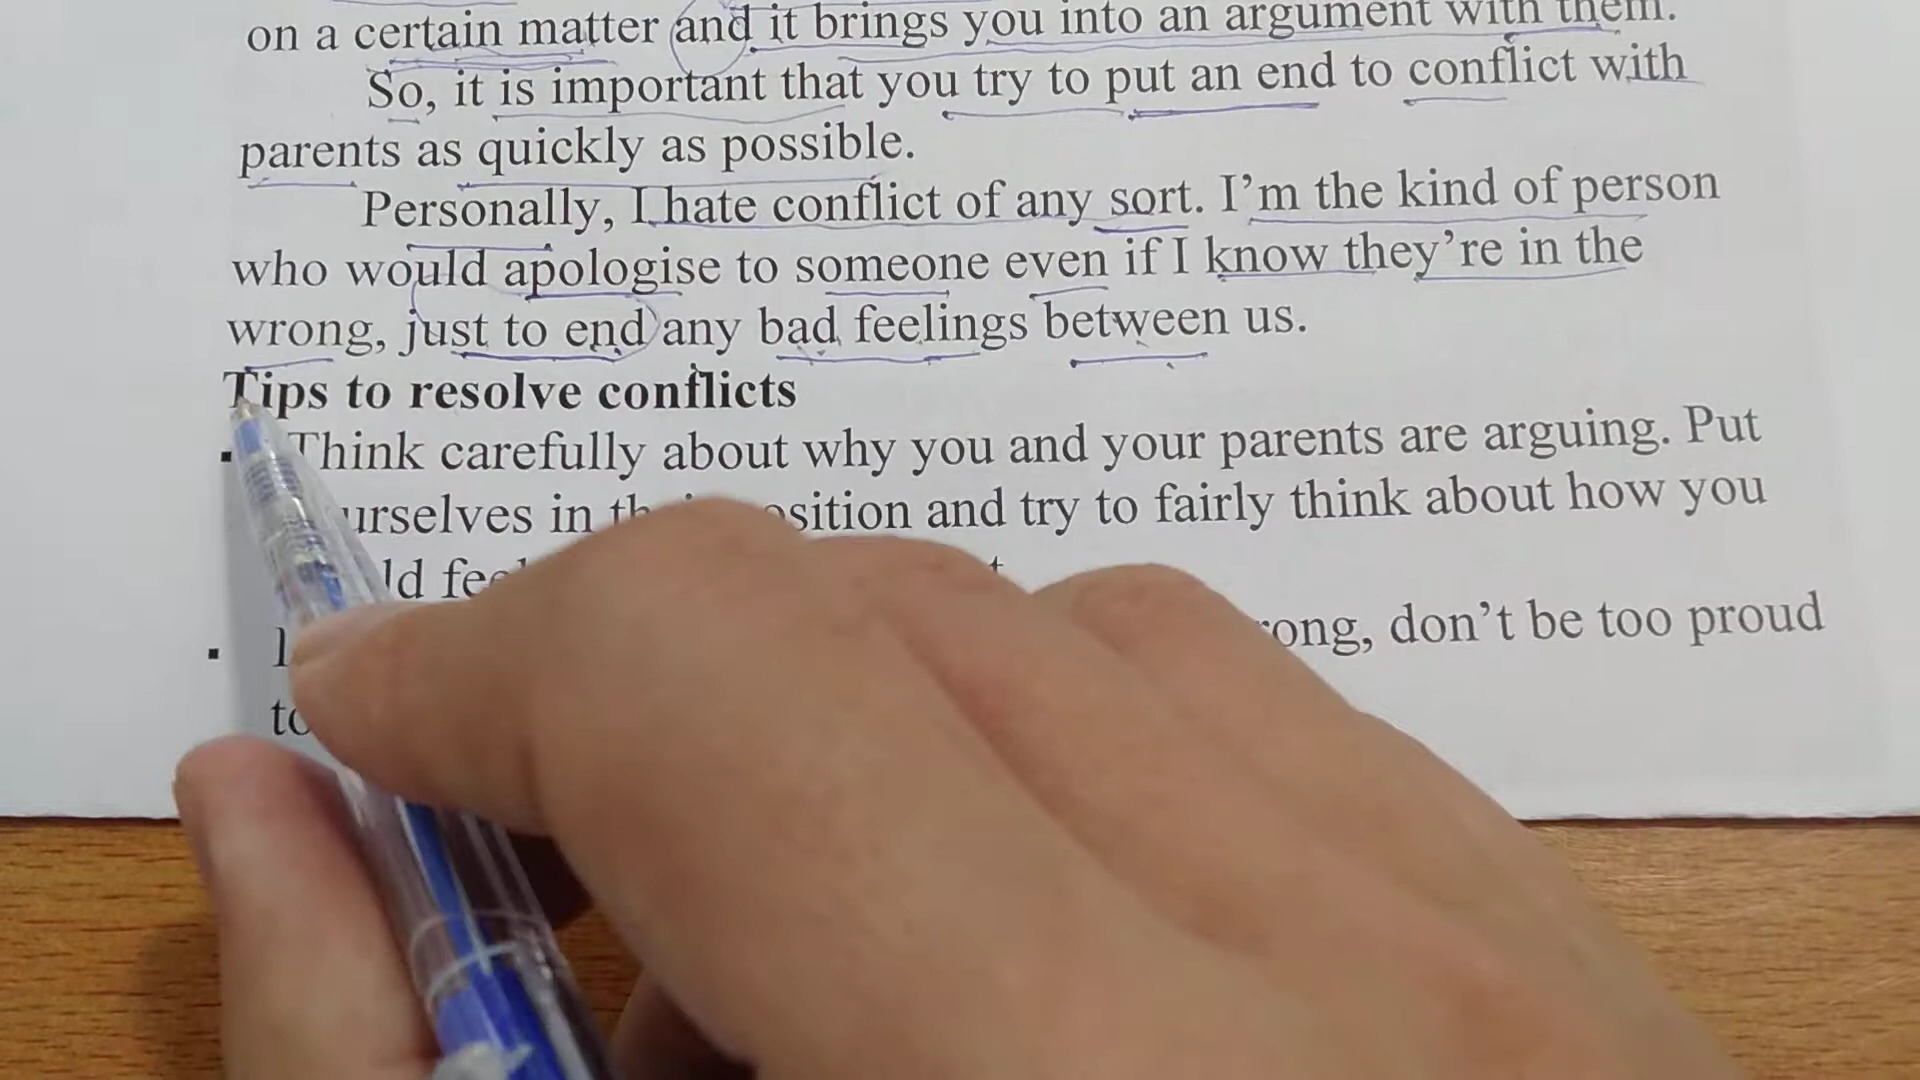 on a certain matter and it brings you into an argument with them.
So, it is important that you try to put an end to conflict with
parents as quickly as possible.
Personally, I hate conflict of any sort. I’m the kind of person
who would apologise to someone even if I know they’re in the
wrong, just to end any bad feelings between us.
Tips to resolve conflicts
▪ Think carefully about why you and your parents are arguing. Put
urselves in sition and try to fairly think about how you
ld
▪ ong, don’t be too proud